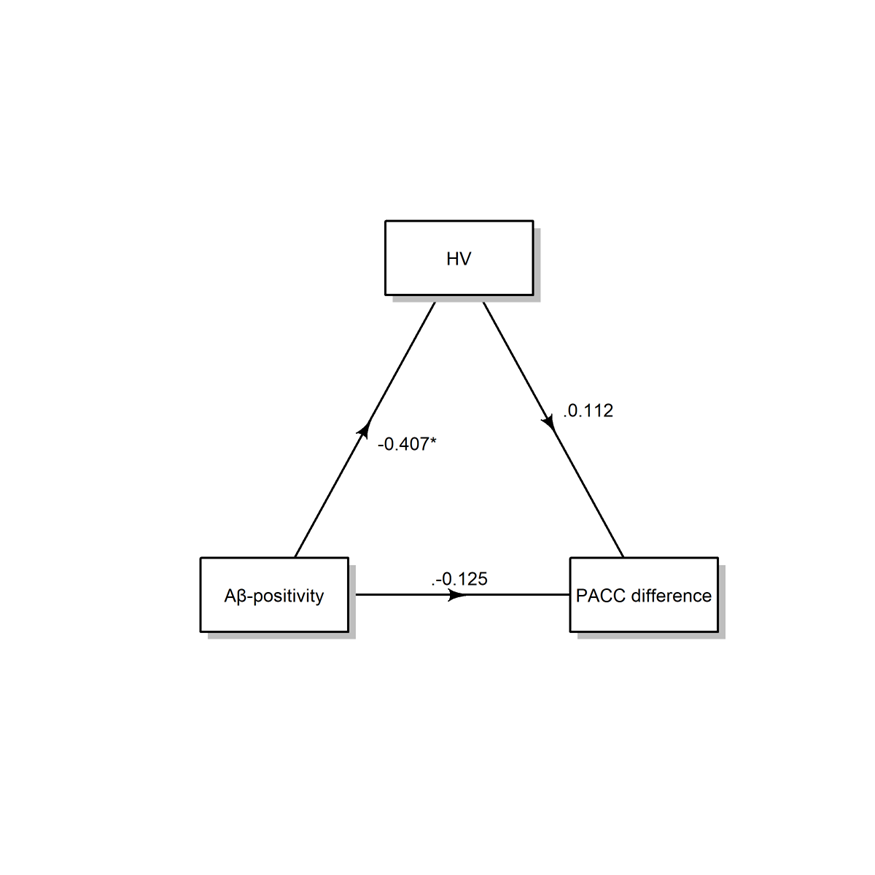 HV
.0.112
-0.407*
.-0.125
Aβ-positivity
PACC difference